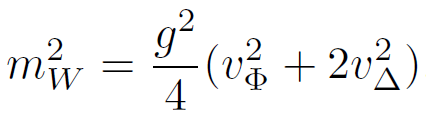 $m_W^2 = \frac{g^2}{4}(v_\Phi^2 + 2v_\Delta^2)$